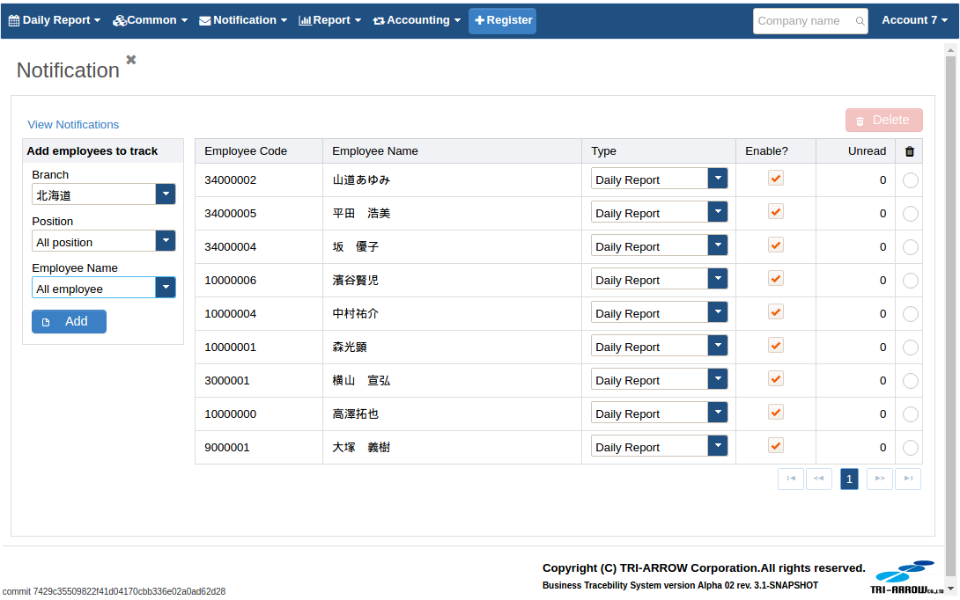 Daily Report Common Notification Report Accounting Register Company name Account 7
Notification
View Notifications
Delete
Add employees to track
Branch
北海道
Position
All position
Employee Name
All employee
Add
Employee Code Employee Name Type Enable? Unread
34000002 山道あゆみ Daily Report 0
34000005 平田　浩美 Daily Report 0
34000004 坂　優子 Daily Report 0
10000006 濱谷賢児 Daily Report 0
10000004 中村祐介 Daily Report 0
10000001 森光顕 Daily Report 0
3000001 横山　宣弘 Daily Report 0
10000000 高澤拓也 Daily Report 0
9000001 大塚　義樹 Daily Report 0
1
Copyright (C) TRI-ARROW Corporation.All rights reserved.
Business Tracebility System version Alpha 02 rev. 3.1-SNAPSHOT
TRI-ARROW CO.,LTD
commit 7429c35509822f41d04170cbb336e02a0ad62d28